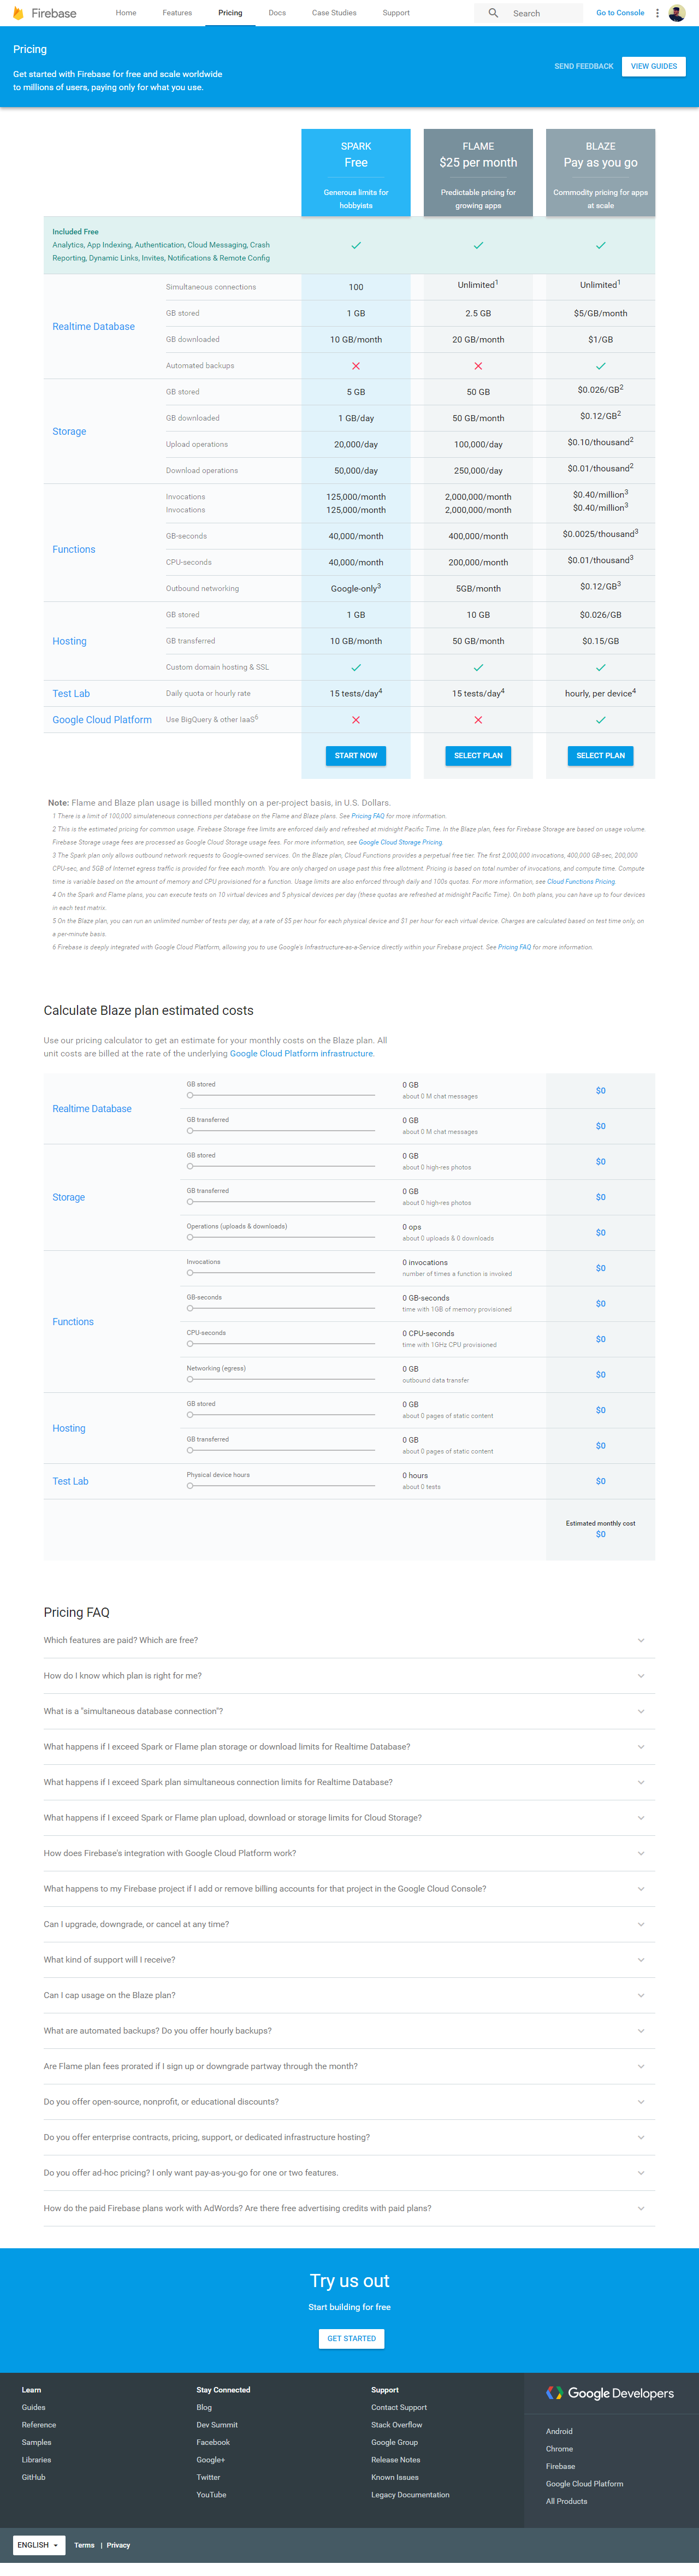 Firebase
Home Features Pricing Docs Case Studies Support
Search
Go to Console
Pricing
Get started with Firebase for free and scale worldwide
to millions of users, paying only for what you use.
SEND FEEDBACK
VIEW GUIDES
SPARK
Free
Generous limits for
hobbyists
FLAME
$25 per month
Predictable pricing for
growing apps
BLAZE
Pay as you go
Commodity pricing for apps
at scale
Included Free
Analytics, App Indexing, Authentication, Cloud Messaging, Crash
Reporting, Dynamic Links, Invites, Notifications & Remote Config
Realtime Database
Simultaneous connections 100 Unlimited1 Unlimited1
GB stored 1 GB 2.5 GB $5/GB/month
GB downloaded 10 GB/month 20 GB/month $1/GB
Automated backups
Storage
GB stored 5 GB 50 GB $0.026/GB2
GB downloaded 1 GB/day 50 GB/month $0.12/GB2
Upload operations 20,000/day 100,000/day $0.10/thousand2
Download operations 50,000/day 250,000/day $0.01/thousand2
Functions
Invocations 125,000/month 2,000,000/month $0.40/million3
Invocations 125,000/month 2,000,000/month $0.40/million3
GB-seconds 40,000/month 400,000/month $0.0025/thousand3
CPU-seconds 40,000/month 200,000/month $0.01/thousand3
Outbound networking Google-only3 5GB/month $0.12/GB3
Hosting
GB stored 1 GB 10 GB $0.026/GB
GB transferred 10 GB/month 50 GB/month $0.15/GB
Custom domain hosting & SSL
Test Lab Daily quota or hourly rate 15 tests/day4 15 tests/day4 hourly, per device4
Google Cloud Platform Use BigQuery & other IaaS6
START NOW SELECT PLAN SELECT PLAN
Note: Flame and Blaze plan usage is billed monthly on a per-project basis, in U.S. Dollars.
1 There is a limit of 100,000 simulateneous connections per database on the Flame and Blaze plans. See Pricing FAQ for more information.
2 This is the estimated pricing for common usage. Firebase Storage free limits are enforced daily and refreshed at midnight Pacific Time. In the Blaze plan, fees for Firebase Storage are based on usage volume.
Firebase Storage usage fees are processed as Google Cloud Storage usage fees. For more information, see Google Cloud Storage Pricing.
3 The Spark plan only allows outbound network requests to Google-owned services. On the Blaze plan, Cloud Functions provides a perpetual free tier. The first 2,000,000 invocations, 400,000 GB-sec, 200,000
CPU-sec, and 5GB of Internet egress traffic is provided for free each month. You are only charged on usage past this free allotment. Pricing is based on total number of invocations, and compute time. Compute
time is variable based on the amount of memory and CPU provisioned for a function. Usage limits are also enforced through daily and 100s quotas. For more information, see Cloud Functions Pricing.
4 On the Spark and Flame plans, you can execute tests on 10 virtual devices and 5 physical devices per day (these quotas are refreshed at midnight Pacific Time). On both plans, you can have up to four devices
in each test matrix.
5 On the Blaze plan, you can run an unlimited number of tests per day, at a rate of $5 per hour for each physical device and $1 per hour for each virtual device. Charges are calculated based on test time only, on
a per-minute basis.
6 Firebase is deeply integrated with Google Cloud Platform, allowing you to use Google's Infrastructure-as-a-Service directly within your Firebase project. See Pricing FAQ for more information.
Calculate Blaze plan estimated costs
Use our pricing calculator to get an estimate for your monthly costs on the Blaze plan. All
unit costs are billed at the rate of the underlying Google Cloud Platform infrastructure.
Realtime Database
GB stored 0 GB $0
about 0 M chat messages
GB transferred 0 GB $0
about 0 M chat messages
Storage
GB stored 0 GB $0
about 0 high-res photos
GB transferred 0 GB $0
about 0 high-res photos
Operations (uploads & downloads) 0 ops $0
about 0 uploads & 0 downloads
Functions
Invocations 0 invocations $0
number of times a function is invoked
GB-seconds 0 GB-seconds $0
time with 1GB of memory provisioned
CPU-seconds 0 CPU-seconds $0
time with 1GHz CPU provisioned
Networking (egress) 0 GB $0
outbound data transfer
Hosting
GB stored 0 GB $0
about 0 pages of static content
GB transferred 0 GB $0
about 0 pages of static content
Test Lab
Physical device hours 0 hours $0
about 0 tests
Estimated monthly cost
$0
Pricing FAQ
Which features are paid? Which are free?
How do I know which plan is right for me?
What is a "simultaneous database connection"?
What happens if I exceed Spark or Flame plan storage or download limits for Realtime Database?
What happens if I exceed Spark plan simultaneous connection limits for Realtime Database?
What happens if I exceed Spark or Flame plan upload, download or storage limits for Cloud Storage?
How does Firebase's integration with Google Cloud Platform work?
What happens to my Firebase project if I add or remove billing accounts for that project in the Google Cloud Console?
Can I upgrade, downgrade, or cancel at any time?
What kind of support will I receive?
Can I cap usage on the Blaze plan?
What are automated backups? Do you offer hourly backups?
Are Flame plan fees prorated if I sign up or downgrade partway through the month?
Do you offer open-source, nonprofit, or educational discounts?
Do you offer enterprise contracts, pricing, support, or dedicated infrastructure hosting?
Do you offer ad-hoc pricing? I only want pay-as-you-go for one or two features.
How do the paid Firebase plans work with AdWords? Are there free advertising credits with paid plans?
Try us out
Start building for free
GET STARTED
Learn
Guides
Reference
Samples
Libraries
GitHub
Stay Connected
Blog
Dev Summit
Facebook
Google+
Twitter
YouTube
Support
Contact Support
Stack Overflow
Google Group
Release Notes
Known Issues
Legacy Documentation
Google Developers
Android
Chrome
Firebase
Google Cloud Platform
All Products
ENGLISH Terms | Privacy